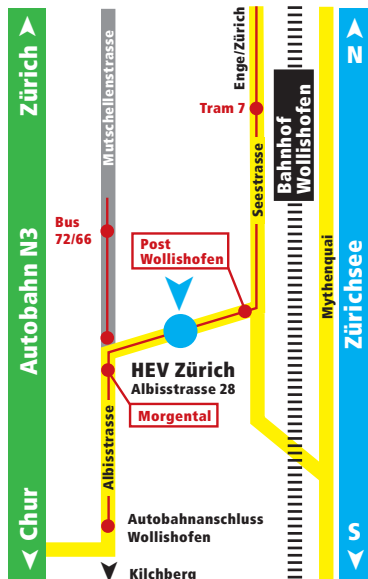 Zürich
Autobahn N3
Chur
Mutschellenstrasse
Enge/Zürich
Tram 7
Bahnhof
Wollishofen
N
Seestrasse
Bus
72/66
Post
Wollishofen
Mythenquai
Zürichsee
HEV Zürich
Albisstrasse 28
Morgental
Albisstrasse
Autobahnanschluss
Wollishofen
S
Kilchberg